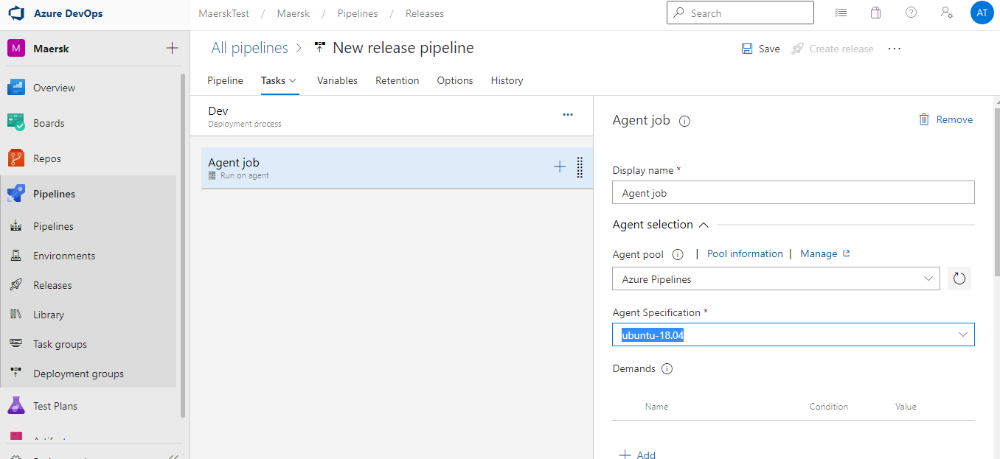 Azure DevOps
MaerskTest / Maersk / Pipelines / Releases
Search
AT
M Maersk
Overview
Boards
Repos
Pipelines
Pipelines
Environments
Releases
Library
Task groups
Deployment groups
Test Plans
All pipelines > New release pipeline
Save
Create release
Pipeline
Tasks
Variables
Retention
Options
History
Dev
Deployment process
Agent job
Run on agent
Agent job
Remove
Display name *
Agent job
Agent selection
Agent pool | Pool information | Manage
Azure Pipelines
Agent Specification *
ubuntu-18.04
Demands
Name Condition Value
Add